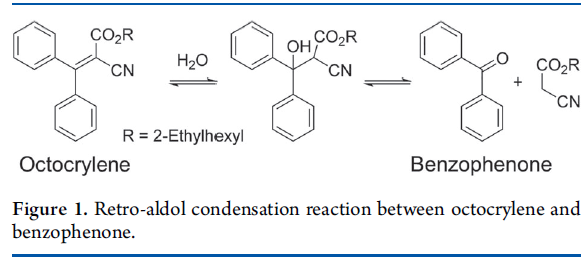 CO₂R
CN
H₂O
OH
CO₂R
CN
O
+
CO₂R
CN
R = 2-Ethylhexyl
Octocrylene
Benzophenone
Figure 1. Retro-aldol condensation reaction between octocrylene and
benzophenone.